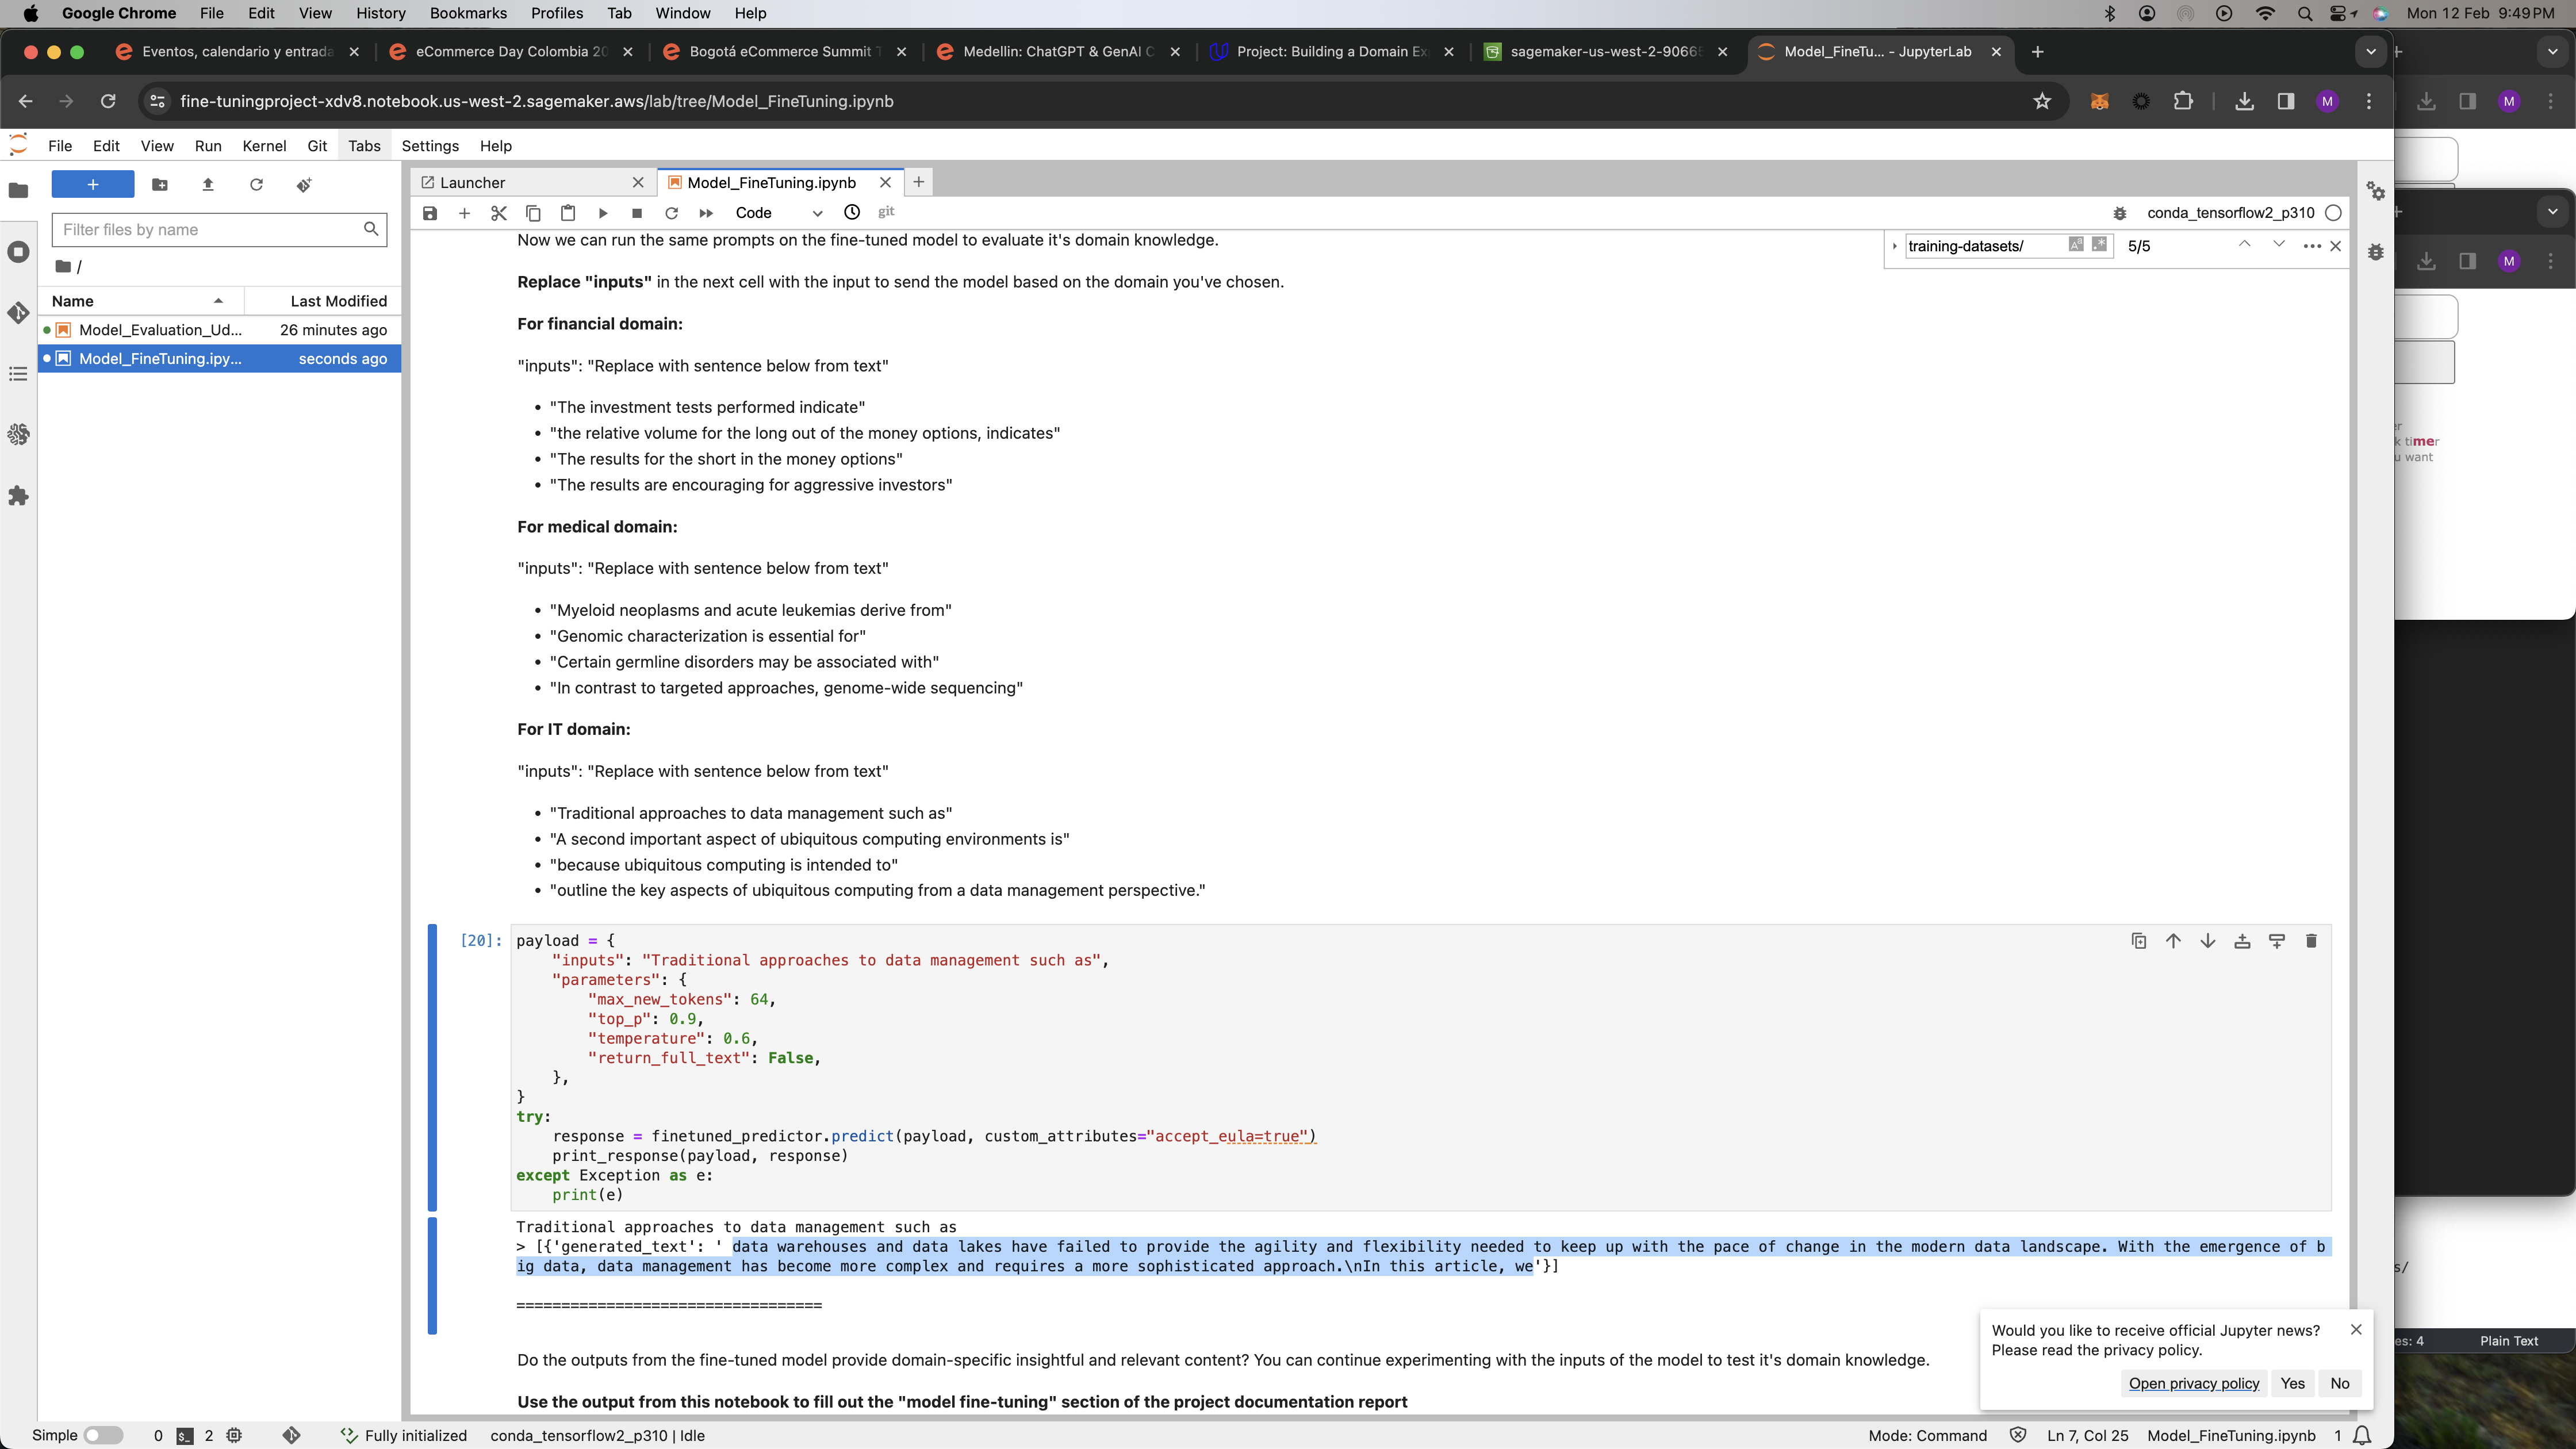 Google Chrome File Edit View History Bookmarks Profiles Tab Window Help Mon 12 Feb 9:49 PM
Eventos, calendario y entrada eCommerce Day Colombia 20 Bogotá eCommerce Summit Medellin: ChatGPT & GenAI C Project: Building a Domain Ex sagemaker-us-west-2-9066 Model_FineTu... - JupyterLab
fine-tuningproject-xdv8.notebook.us-west-2.sagemaker.aws/lab/tree/Model_FineTuning.ipynb M M
File Edit View Run Kernel Git Tabs Settings Help
Launcher Model_FineTuning.ipynb
Code git conda_tensorflow2_p310
Filter files by name
/
Name Last Modified
Model_Evaluation_Ud... 26 minutes ago
Model_FineTuning.ipy... seconds ago
training-datasets/ 5/5
M
Now we can run the same prompts on the fine-tuned model to evaluate it's domain knowledge.
Replace "inputs" in the next cell with the input to send the model based on the domain you've chosen.
For financial domain:
"inputs": "Replace with sentence below from text"
• "The investment tests performed indicate"
• "the relative volume for the long out of the money options, indicates"
• "The results for the short in the money options"
• "The results are encouraging for aggressive investors"
For medical domain:
"inputs": "Replace with sentence below from text"
• "Myeloid neoplasms and acute leukemias derive from"
• "Genomic characterization is essential for"
• "Certain germline disorders may be associated with"
• "In contrast to targeted approaches, genome-wide sequencing"
For IT domain:
"inputs": "Replace with sentence below from text"
• "Traditional approaches to data management such as"
• "A second important aspect of ubiquitous computing environments is"
• "because ubiquitous computing is intended to"
• "outline the key aspects of ubiquitous computing from a data management perspective."
er
k timer
u want
[20]: payload = {
"inputs": "Traditional approaches to data management such as",
"parameters": {
"max_new_tokens": 64,
"top_p": 0.9,
"temperature": 0.6,
"return_full_text": False,
},
}
try:
response = finetuned_predictor.predict(payload, custom_attributes="accept_eula=true")
print_response(payload, response)
except Exception as e:
print(e)
Traditional approaches to data management such as
> [{'generated_text': ' data warehouses and data lakes have failed to provide the agility and flexibility needed to keep up with the pace of change in the modern data landscape. With the emergence of b
ig data, data management has become more complex and requires a more sophisticated approach.\nIn this article, we'}]
==================================
s/
Do the outputs from the fine-tuned model provide domain-specific insightful and relevant content? You can continue experimenting with the inputs of the model to test it's domain knowledge.
Use the output from this notebook to fill out the "model fine-tuning" section of the project documentation report
Would you like to receive official Jupyter news?
Please read the privacy policy.
Open privacy policy Yes No
es: 4 Plain Text
Simple 0 2 Fully initialized conda_tensorflow2_p310 | Idle Mode: Command Ln 7, Col 25 Model_FineTuning.ipynb 1